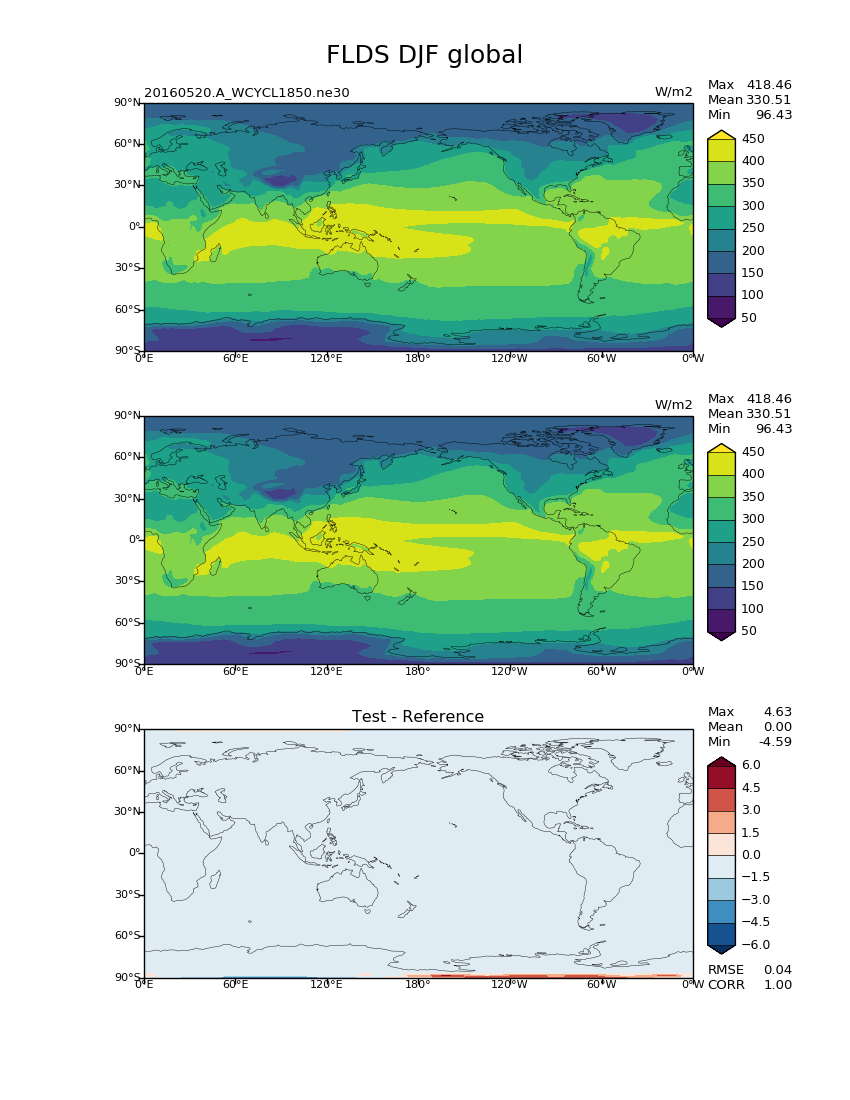 FLDS DJF global
20160520.A_WCYCL1850.ne30
W/m2
Max 418.46
Mean 330.51
Min 96.43
90°N
60°N
30°N
0°
30°S
60°S
90°S
0°E 60°E 120°E 180° 120°W 60°W 0°W
450
400
350
300
250
200
150
100
50
W/m2
Max 418.46
Mean 330.51
Min 96.43
90°N
60°N
30°N
0°
30°S
60°S
90°S
0°E 60°E 120°E 180° 120°W 60°W 0°W
450
400
350
300
250
200
150
100
50
Test - Reference
Max 4.63
Mean 0.00
Min -4.59
90°N
60°N
30°N
0°
30°S
60°S
90°S
0°E 60°E 120°E 180° 120°W 60°W 0°W
6.0
4.5
3.0
1.5
0.0
−1.5
−3.0
−4.5
−6.0
RMSE 0.04
CORR 1.00